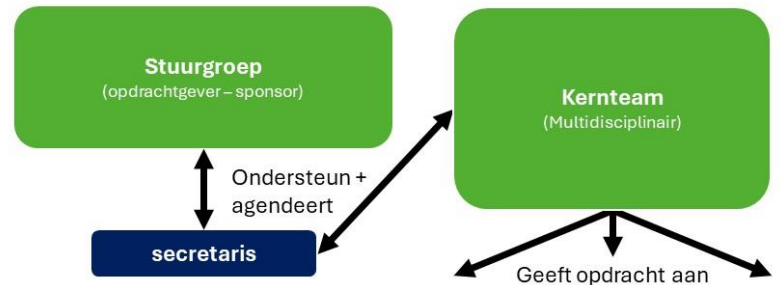 Stuurgroep
(opdrachtgever – sponsor)
Kernteam
(Multidisciplinair)
Ondersteun +
agendeert
secretaris
Geeft opdracht aan